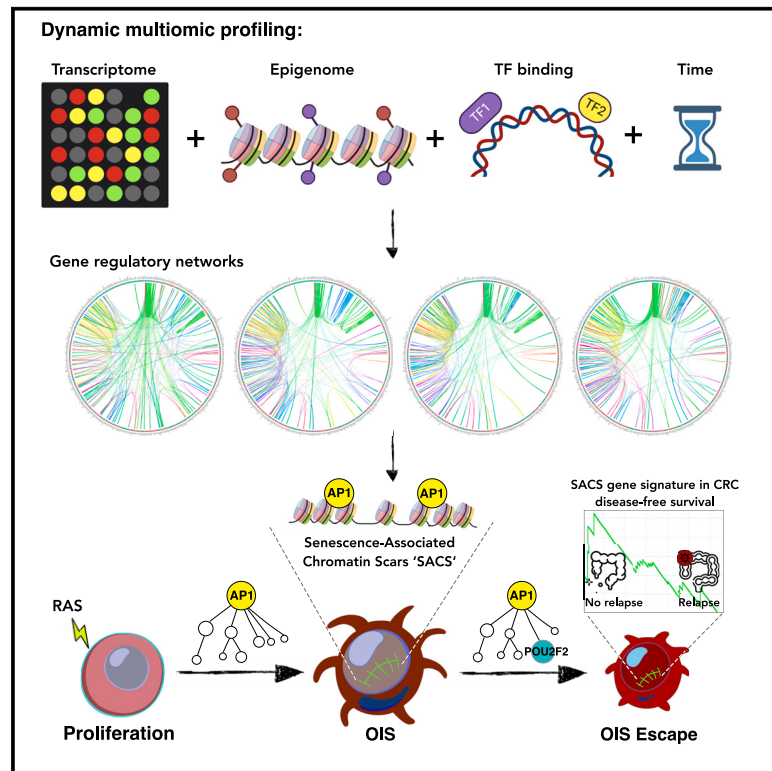 Dynamic multiomic profiling:
Transcriptome
Epigenome
TF binding
Time
TF1
TF2
+
+
+
Gene regulatory networks
AP1
AP1
Senescence-Associated
Chromatin Scars 'SACS'
SACS gene signature in CRC
disease-free survival
No relapse
Relapse
RAS
AP1
AP1
POU2F2
Proliferation
OIS
OIS Escape